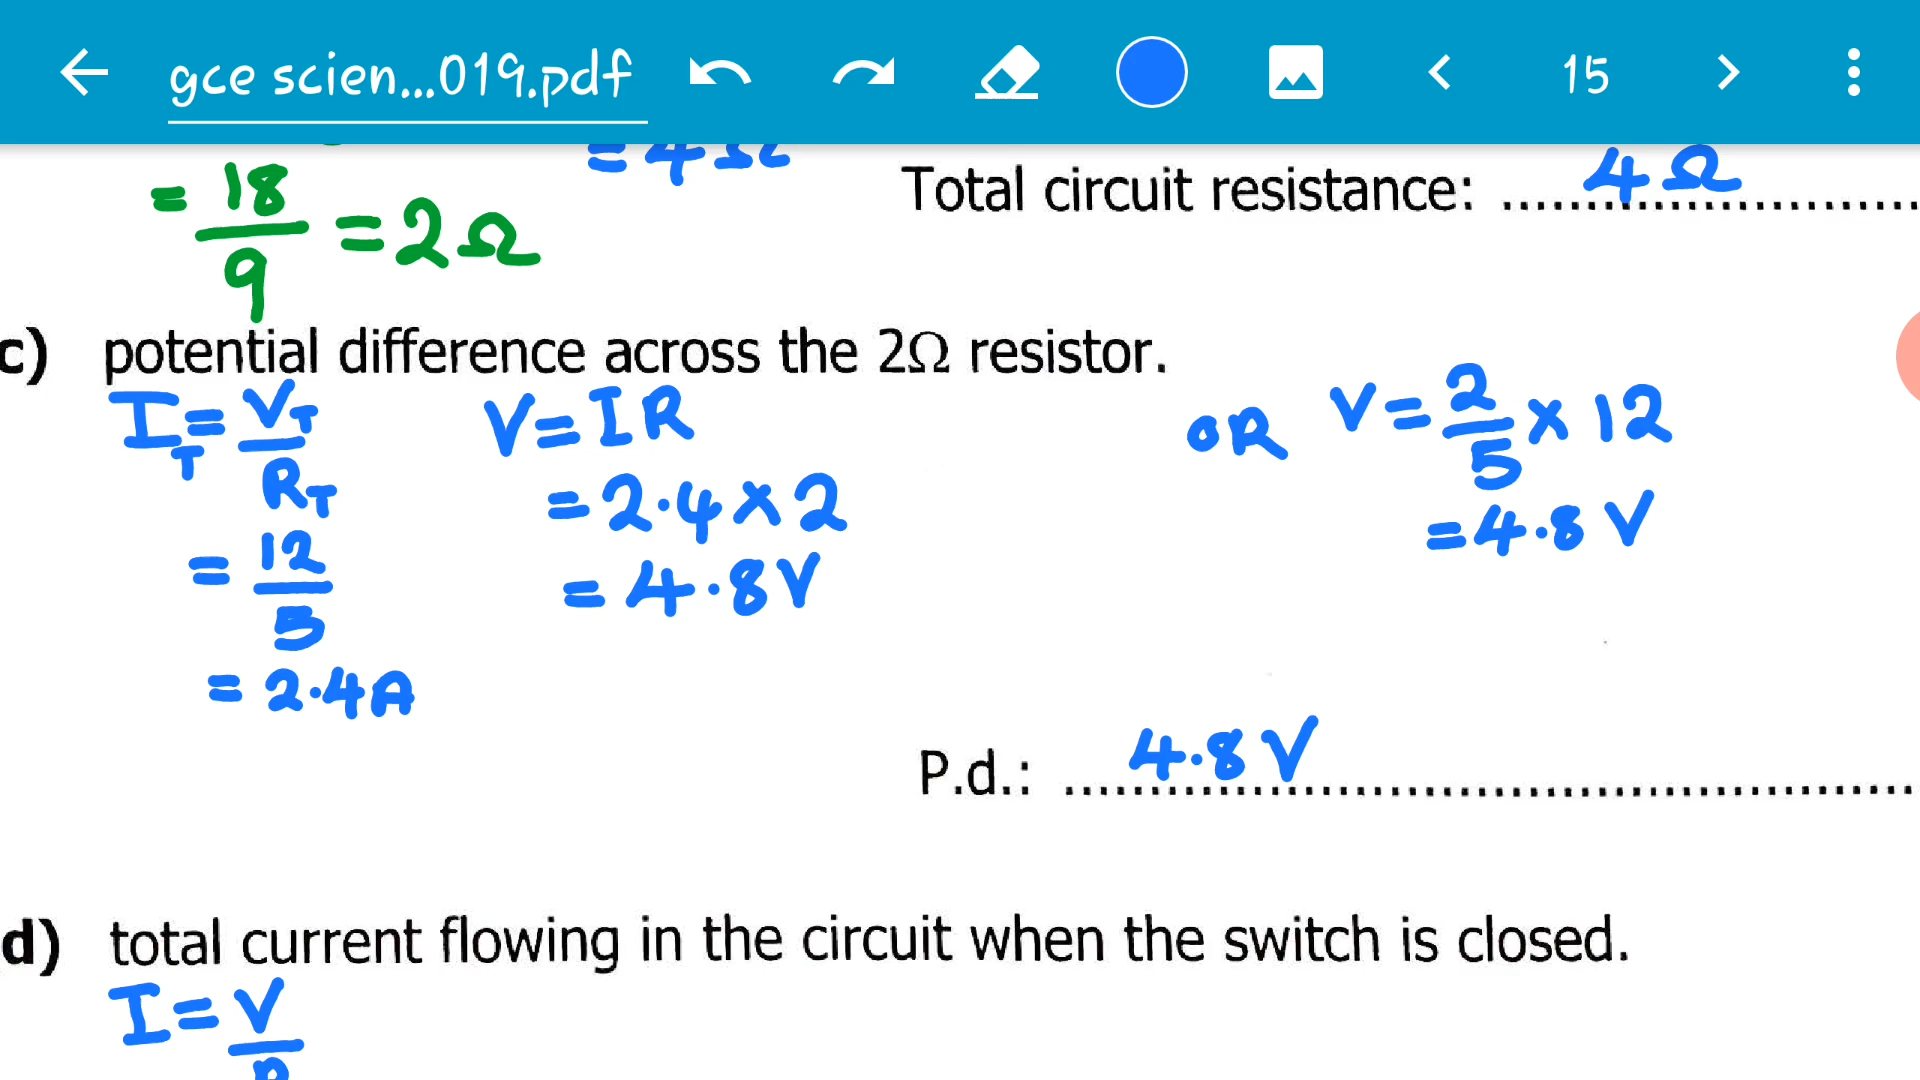 gce scien...019.pdf 15
= 4Ω
= 18/9 = 2Ω
Total circuit resistance: 4Ω
c) potential difference across the 2Ω resistor.
I_T = V_T/R_T
= 12/5
= 2.4A
V = IR
= 2.4 × 2
= 4.8V
OR V = 2/5 × 12
= 4.8 V
P.d.: 4.8 V
d) total current flowing in the circuit when the switch is closed.
I = V/R